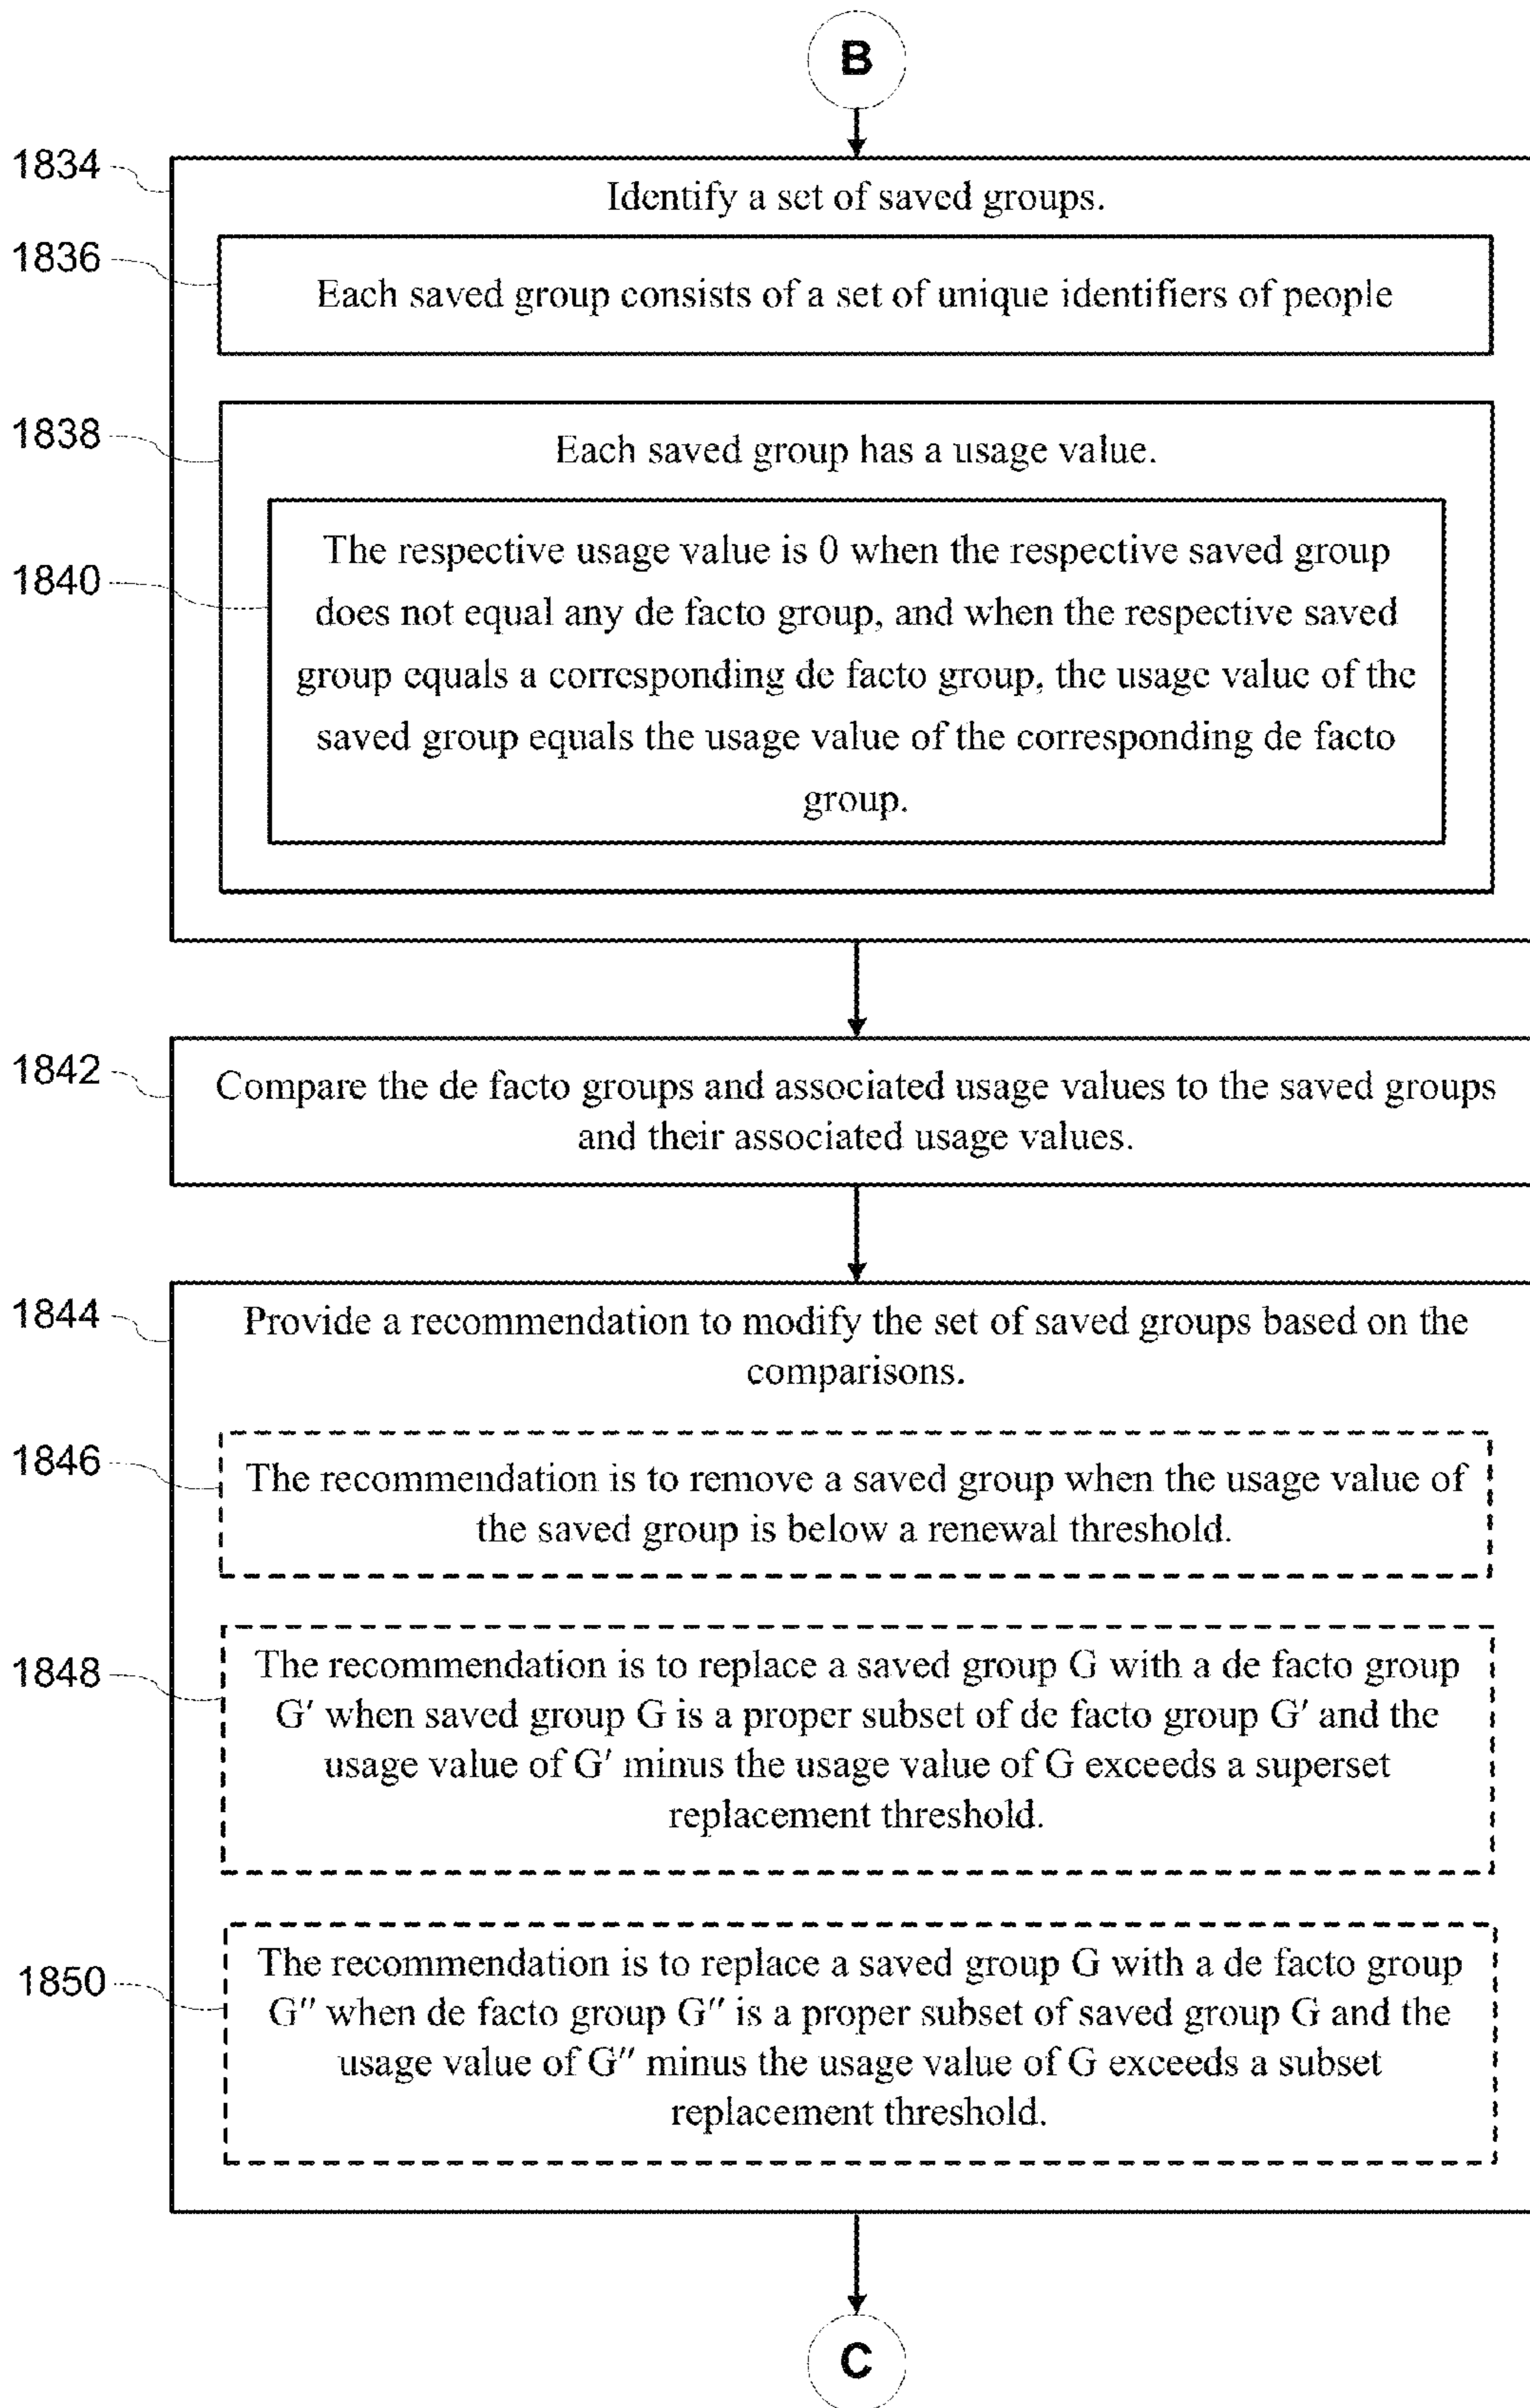 B
1834
Identify a set of saved groups.
1836
Each saved group consists of a set of unique identifiers of people
1838
Each saved group has a usage value.
1840
The respective usage value is 0 when the respective saved group
does not equal any de facto group, and when the respective saved
group equals a corresponding de facto group, the usage value of the
saved group equals the usage value of the corresponding de facto
group.
1842
Compare the de facto groups and associated usage values to the saved groups
and their associated usage values.
1844
Provide a recommendation to modify the set of saved groups based on the
comparisons.
1846
The recommendation is to remove a saved group when the usage value of
the saved group is below a renewal threshold.
1848
The recommendation is to replace a saved group G with a de facto group
G′ when saved group G is a proper subset of de facto group G′ and the
usage value of G′ minus the usage value of G exceeds a superset
replacement threshold.
1850
The recommendation is to replace a saved group G with a de facto group
G″ when de facto group G″ is a proper subset of saved group G and the
usage value of G″ minus the usage value of G exceeds a subset
replacement threshold.
C